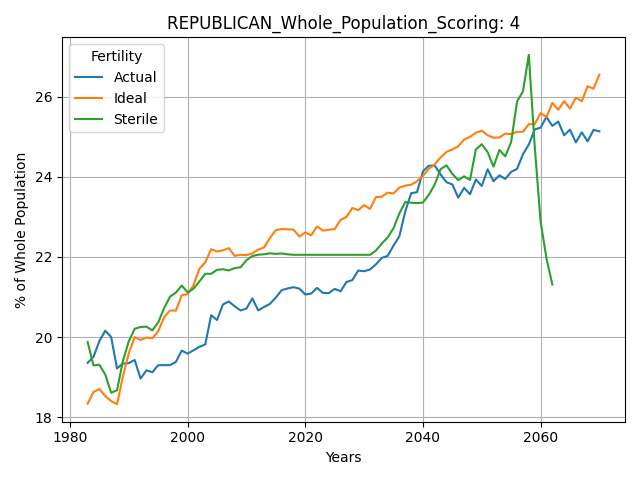 REPUBLICAN_Whole_Population_Scoring: 4
Fertility
Actual
Ideal
Sterile
% of Whole Population
26
24
22
20
18
1980
2000
2020
2040
2060
Years